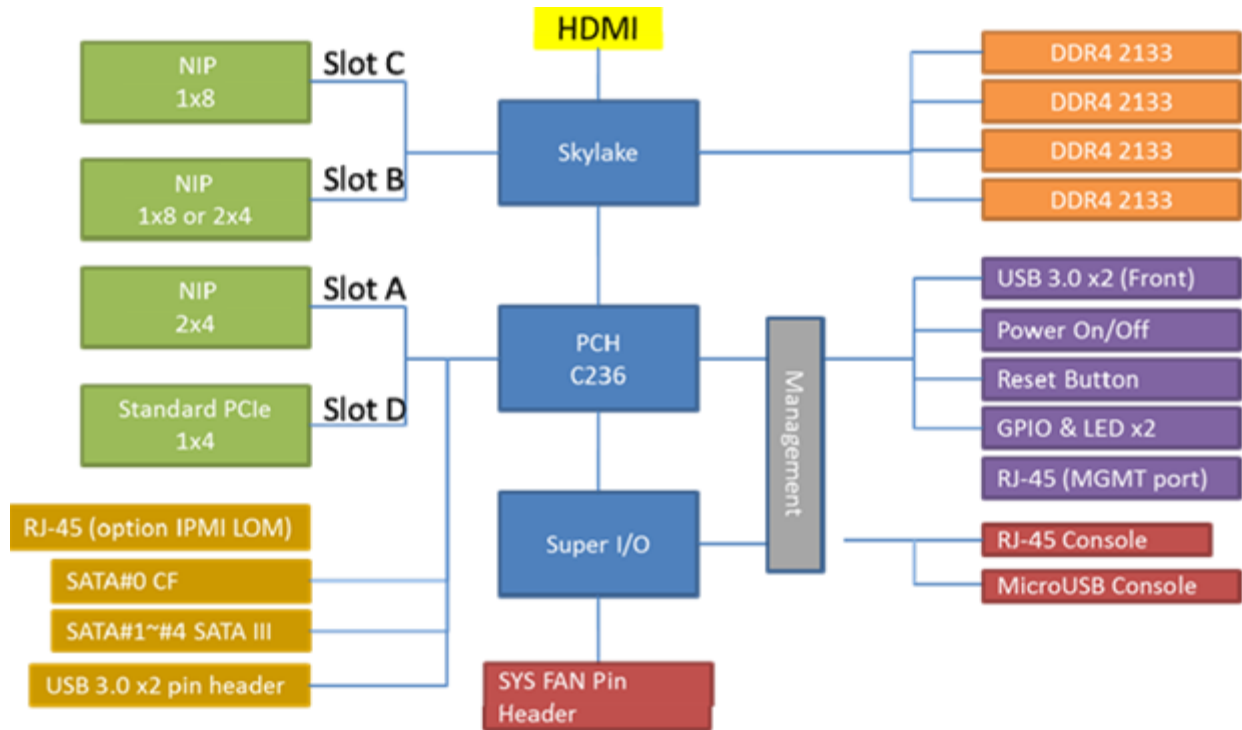 HDMI
NIP
1x8
Slot C
NIP
1x8 or 2x4
Slot B
Skylake
DDR4 2133
DDR4 2133
DDR4 2133
DDR4 2133
NIP
2x4
Slot A
Standard PCIe
1x4
Slot D
PCH
C236
Management
USB 3.0 x2 (Front)
Power On/Off
Reset Button
GPIO & LED x2
RJ-45 (MGMT port)
RJ-45 (option IPMI LOM)
SATA#0 CF
SATA#1~#4 SATA III
USB 3.0 x2 pin header
Super I/O
RJ-45 Console
MicroUSB Console
SYS FAN Pin
Header